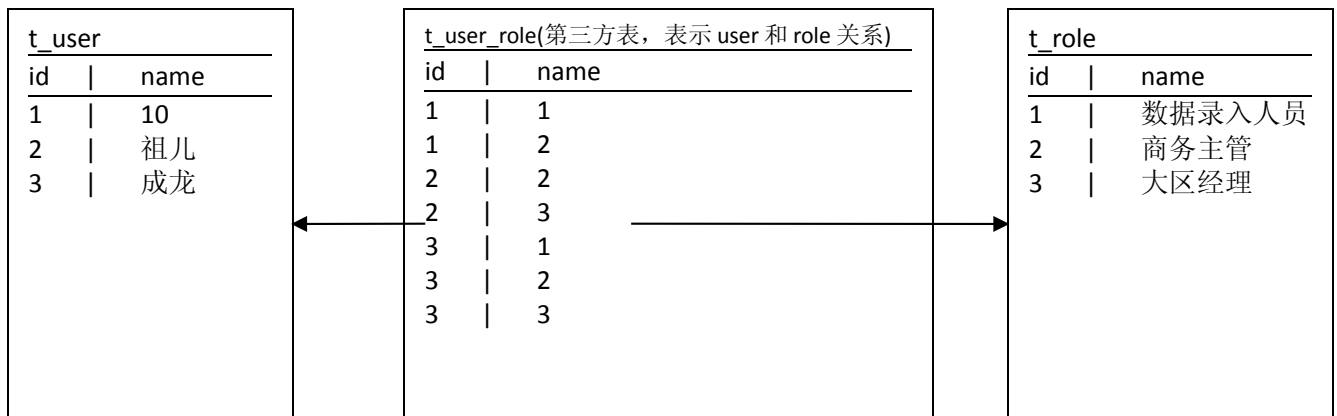 t_user
id | name
1 | 10
2 | 祖儿
3 | 成龙
t_user_role(第三方表，表示 user 和 role 关系)
id | name
1 | 1
1 | 2
2 | 2
2 | 3
3 | 1
3 | 2
3 | 3
t_role
id | name
1 | 数据录入人员
2 | 商务主管
3 | 大区经理